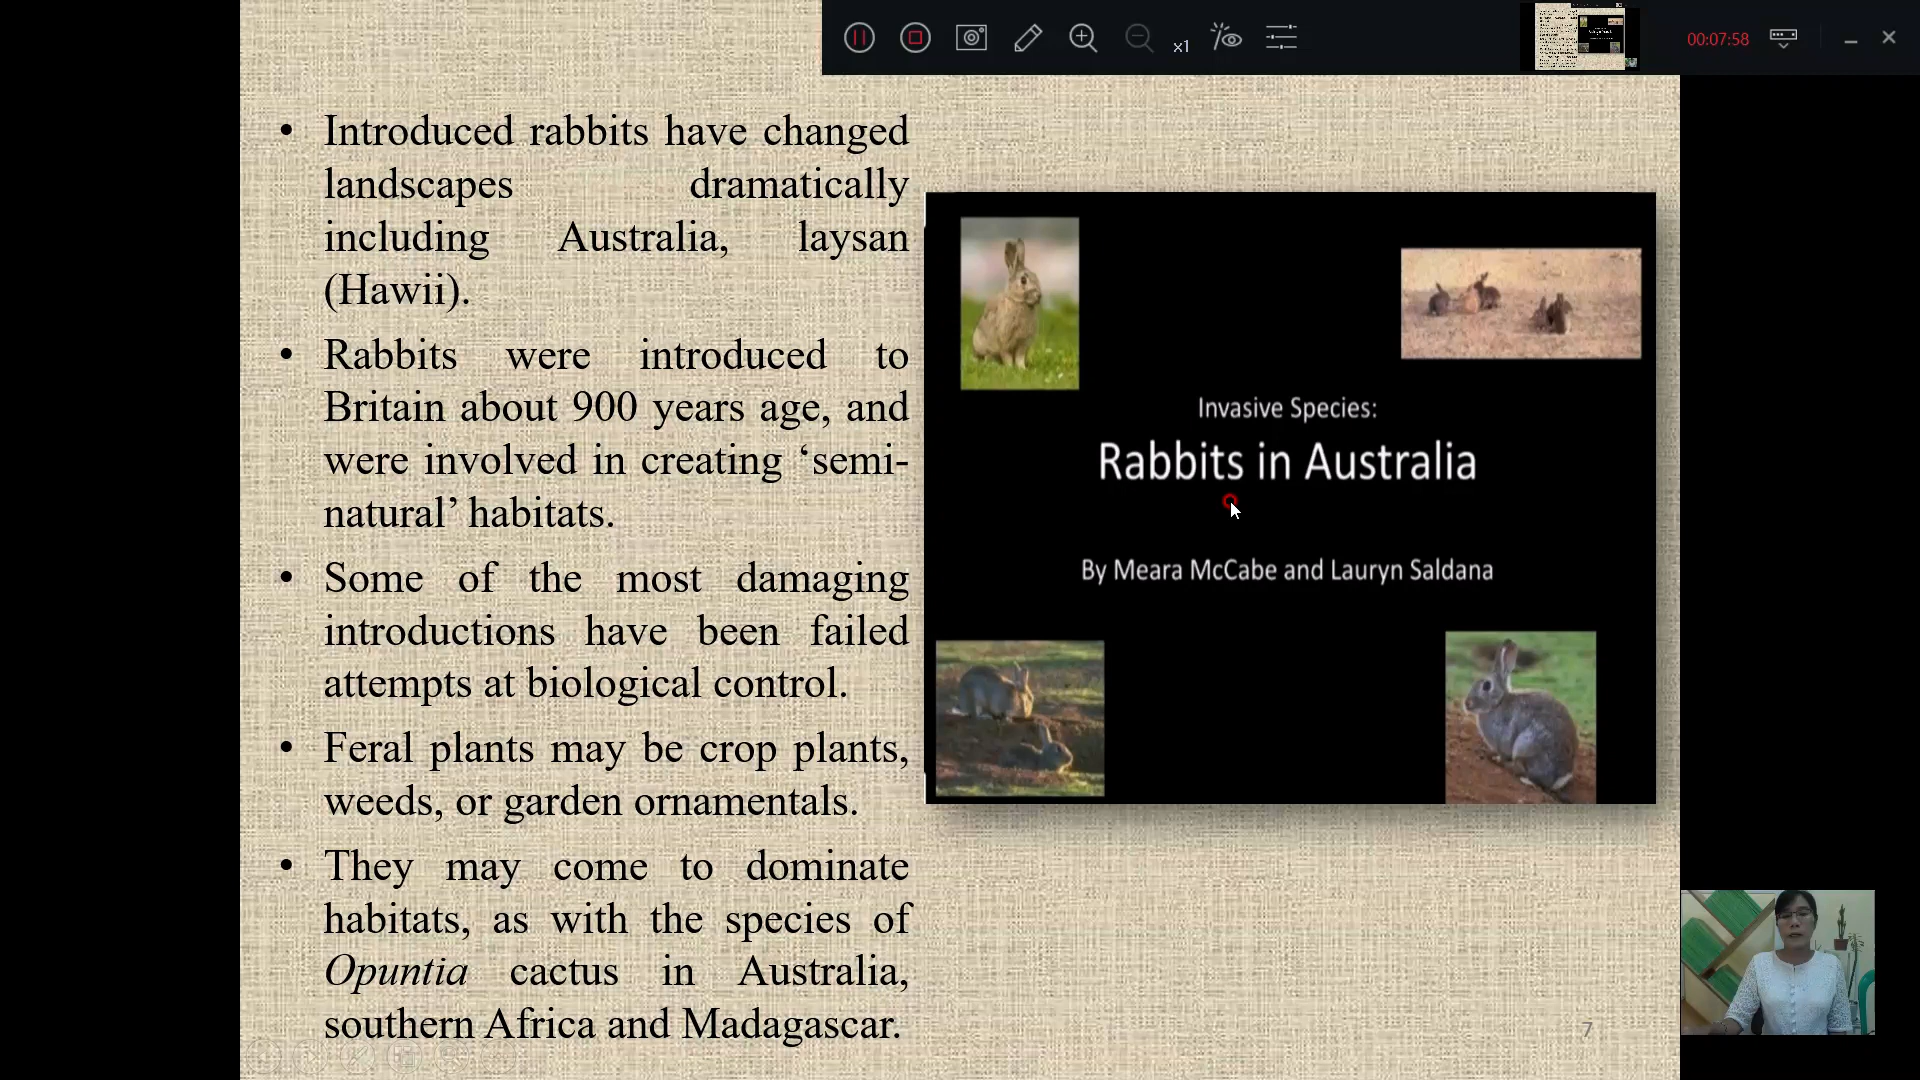 x1
00:07:58
• Introduced rabbits have changed
landscapes dramatically
including Australia, laysan
(Hawii).
• Rabbits were introduced to
Britain about 900 years age, and
were involved in creating ‘semi-
natural’ habitats.
• Some of the most damaging
introductions have been failed
attempts at biological control.
• Feral plants may be crop plants,
weeds, or garden ornamentals.
• They may come to dominate
habitats, as with the species of
Opuntia cactus in Australia,
southern Africa and Madagascar.
Invasive Species:
Rabbits in Australia
By Meara McCabe and Lauryn Saldana
7